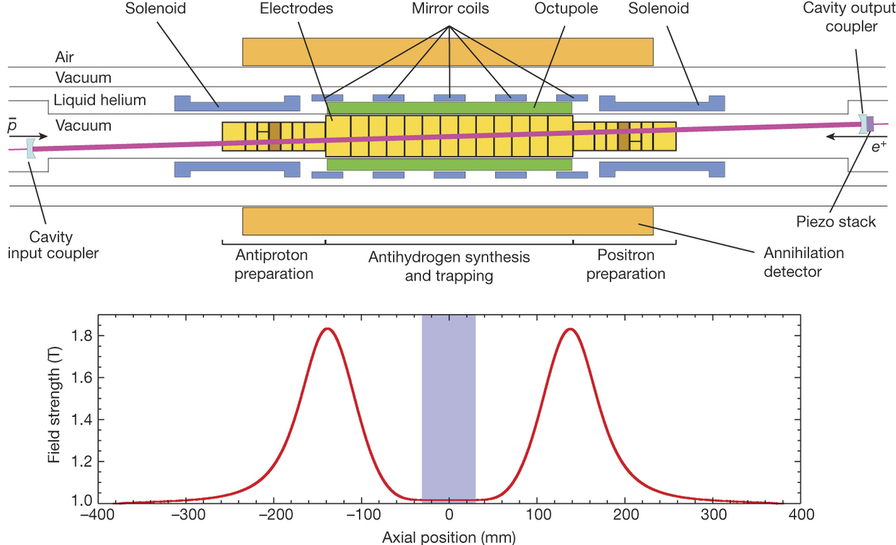 Solenoid
Electrodes
Mirror coils
Octupole
Solenoid
Cavity output
coupler
Air
Vacuum
Liquid helium
Vacuum
p̅
e⁺
Cavity
input coupler
Piezo stack
Antiproton
preparation
Antihydrogen synthesis
and trapping
Positron
preparation
Annihilation
detector
Field strength (T)
1.8
1.6
1.4
1.2
1.0
−400
−300
−200
−100
0
100
200
300
400
Axial position (mm)